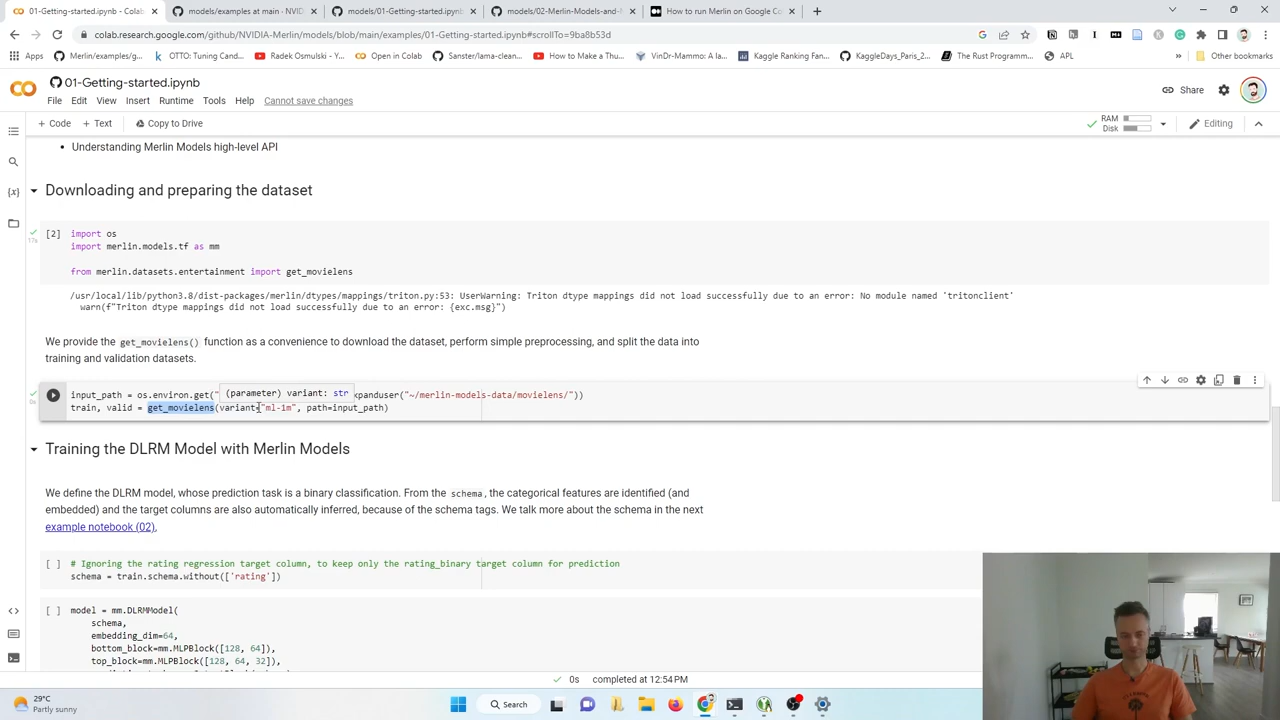 01-Getting-started.ipynb - Colab
models/examples at main · NVID
models/01-Getting-started.ipynb
models/02-Merlin-Models-and-N
How to run Merlin on Google Co
colab.research.google.com/github/NVIDIA-Merlin/models/blob/main/examples/01-Getting-started.ipynb#scrollTo=9ba8b53d
Apps
Merlin/examples/g...
OTTO: Tuning Cand...
Radek Osmulski - Y...
Open in Colab
Sanster/lama-clean...
How to Make a Thu...
VinDr-Mammo: A la...
Kaggle Ranking An...
KaggleDays_Paris_2...
The Rust Programm...
APL
»
Other bookmarks
01-Getting-started.ipynb
File Edit View Insert Runtime Tools Help Cannot save changes
Share
+ Code + Text Copy to Drive
RAM
Disk
Editing
• Understanding Merlin Models high-level API
Downloading and preparing the dataset
[2] import os
17s
import merlin.models.tf as mm
from merlin.datasets.entertainment import get_movielens
/usr/local/lib/python3.8/dist-packages/merlin/dtypes/mappings/triton.py:53: UserWarning: Triton dtype mappings did not load successfully due to an error: No module named 'tritonclient'
warn(f"Triton dtype mappings did not load successfully due to an error: {exc.msg}")
We provide the get_movielens() function as a convenience to download the dataset, perform simple preprocessing, and split the data into
training and validation datasets.
(parameter) variant: str
input_path = os.environ.get(" xpanduser("~/merlin-models-data/movielens/"))
0s
train, valid = get_movielens(variant="ml-1m", path=input_path)
Training the DLRM Model with Merlin Models
We define the DLRM model, whose prediction task is a binary classification. From the schema, the categorical features are identified (and
embedded) and the target columns are also automatically inferred, because of the schema tags. We talk more about the schema in the next
example notebook (02).
[ ] # Ignoring the rating regression target column, to keep only the rating_binary target column for prediction
schema = train.schema.without(['rating'])
[ ] model = mm.DLRMModel(
schema,
embedding_dim=64,
bottom_block=mm.MLPBlock([128, 64]),
top_block=mm.MLPBlock([128, 64, 32]),
0s completed at 12:54 PM
29°C
Partly sunny
Search